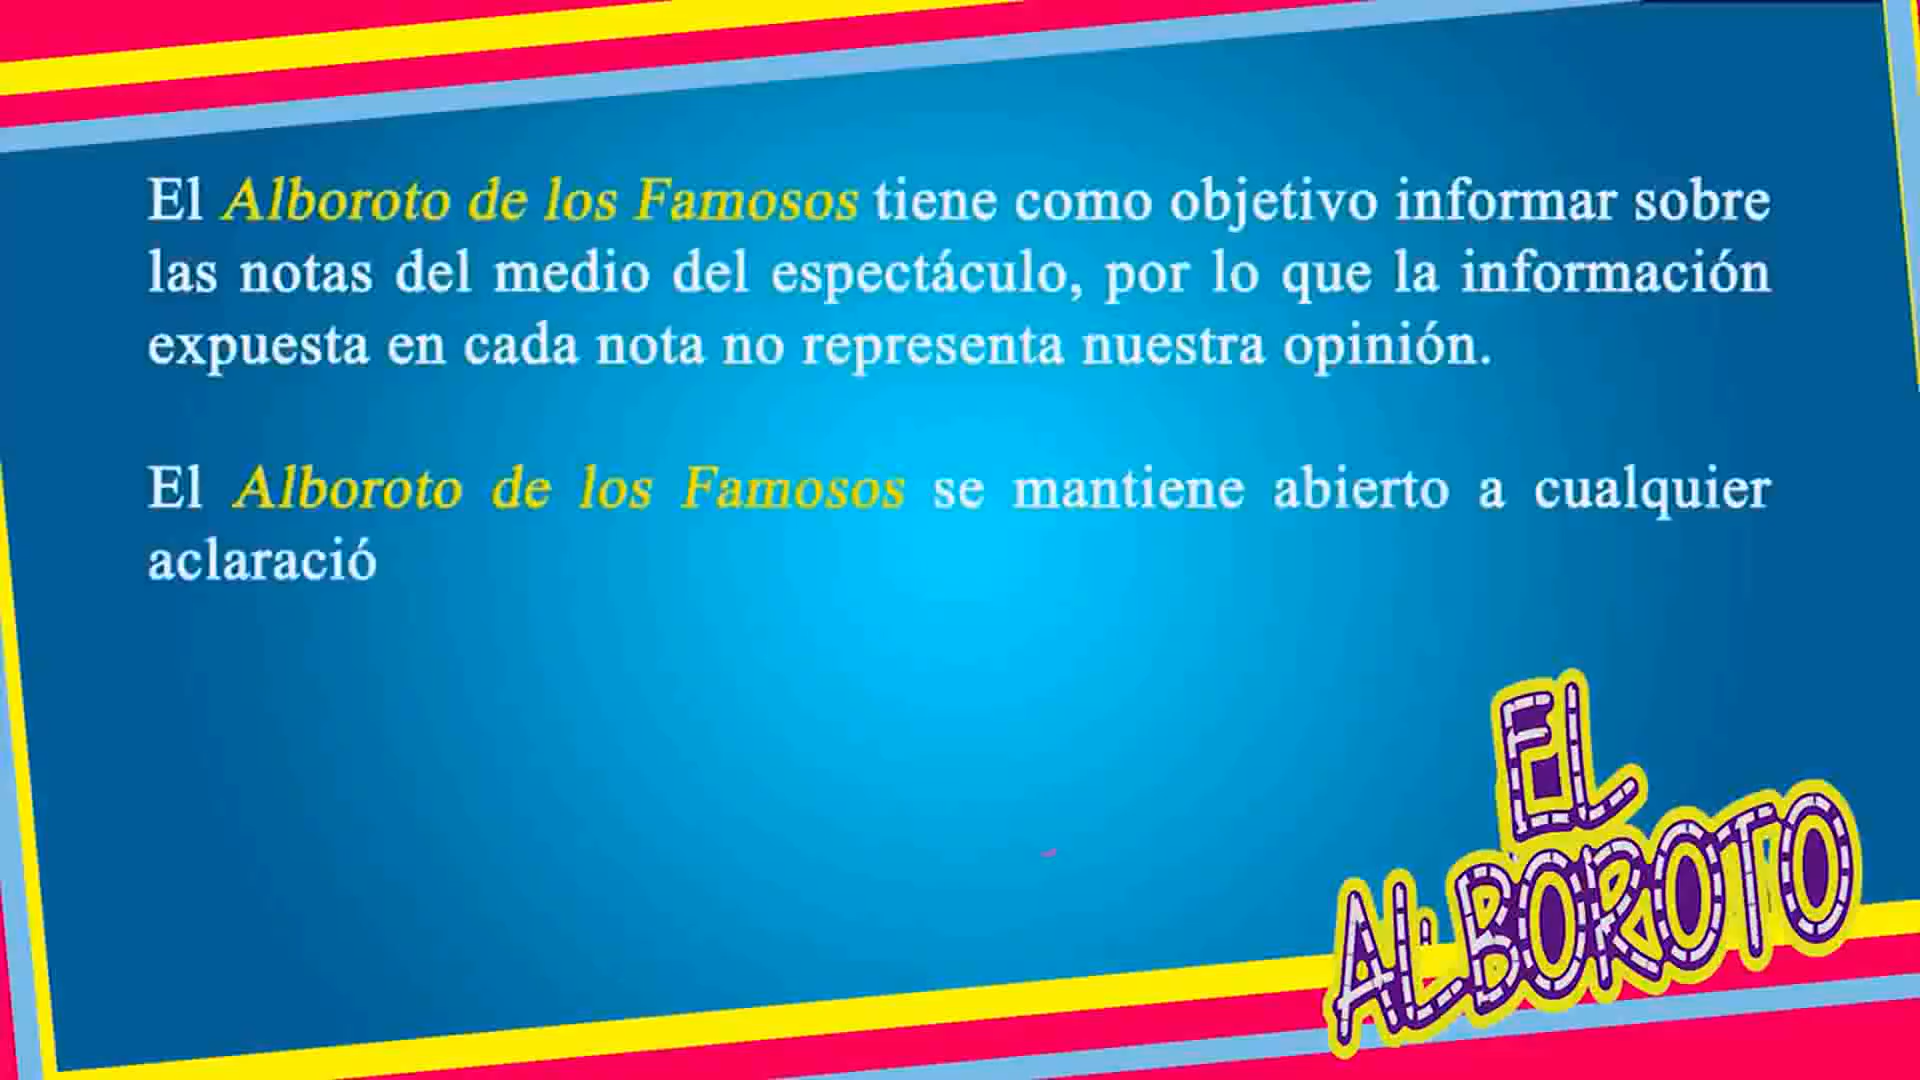 El Alboroto de los Famosos tiene como objetivo informar sobre
las notas del medio del espectáculo, por lo que la información
expuesta en cada nota no representa nuestra opinión.
El Alboroto de los Famosos se mantiene abierto a cualquier
aclaració
EL
ALBOROTO